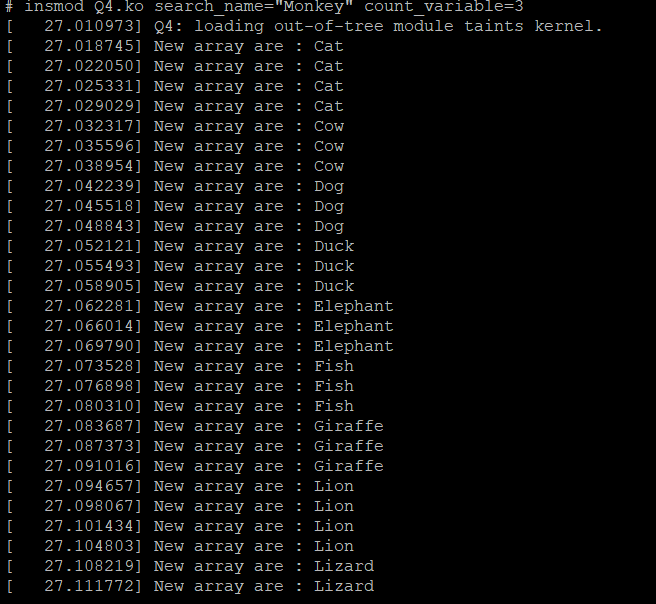 # insmod Q4.ko search_name="Monkey" count_variable=3
[   27.010973] Q4: loading out-of-tree module taints kernel.
[   27.018745] New array are : Cat
[   27.022050] New array are : Cat
[   27.025331] New array are : Cat
[   27.029029] New array are : Cat
[   27.032317] New array are : Cow
[   27.035596] New array are : Cow
[   27.038954] New array are : Cow
[   27.042239] New array are : Dog
[   27.045518] New array are : Dog
[   27.048843] New array are : Dog
[   27.052121] New array are : Duck
[   27.055493] New array are : Duck
[   27.058905] New array are : Duck
[   27.062281] New array are : Elephant
[   27.066014] New array are : Elephant
[   27.069790] New array are : Elephant
[   27.073528] New array are : Fish
[   27.076898] New array are : Fish
[   27.080310] New array are : Fish
[   27.083687] New array are : Giraffe
[   27.087373] New array are : Giraffe
[   27.091016] New array are : Giraffe
[   27.094657] New array are : Lion
[   27.098067] New array are : Lion
[   27.101434] New array are : Lion
[   27.104803] New array are : Lion
[   27.108219] New array are : Lizard
[   27.111772] New array are : Lizard